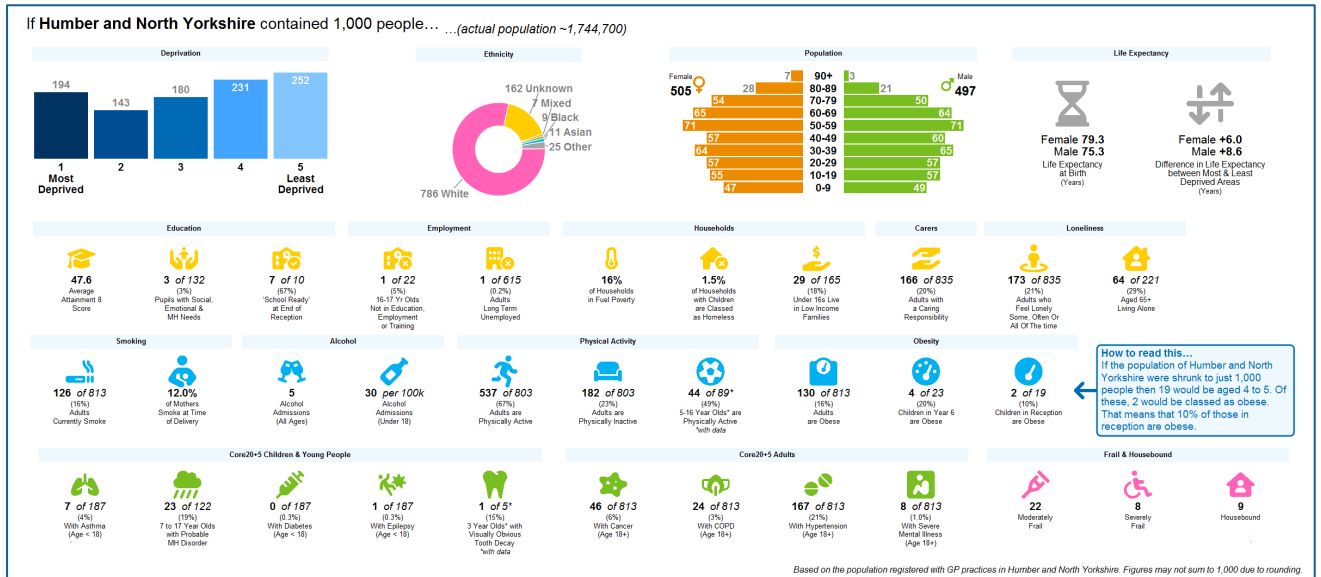 If Humber and North Yorkshire contained 1,000 people… …(actual population ~1,744,700)
Deprivation
194
143
180
231
252
1
2
3
4
5
Most
Deprived
Least
Deprived
Ethnicity
162 Unknown
7 Mixed
9 Black
11 Asian
25 Other
786 White
Population
Female
505
Male
497
7 90+ 3
28 80-89 21
54 70-79 50
65 60-69 64
71 50-59 71
57 40-49 60
64 30-39 65
57 20-29 57
55 10-19 57
47 0-9 49
Life Expectancy
Female 79.3
Male 75.3
Life Expectancy
at Birth
(Years)
Female +6.0
Male +8.6
Difference in Life Expectancy
between Most & Least
Deprived Areas
(Years)
Education
47.6
Average
Attainment 8
Score
3 of 132
(3%)
Pupils with Social,
Emotional &
MH Needs
7 of 10
(67%)
'School Ready'
at End of
Reception
Employment
1 of 22
(5%)
16-17 Yr Olds
Not in Education,
Employment
or Training
1 of 615
(0.2%)
Adults
Long Term
Unemployed
Households
16%
of Households
in Fuel Poverty
1.5%
of Households
with Children
are Classed
as Homeless
$
29 of 165
(18%)
Under 16s Live
in Low Income
Families
Carers
166 of 835
(20%)
Adults with
a Caring
Responsibility
Loneliness
173 of 835
(21%)
Adults who
Feel Lonely
Some, Often Or
All Of The time
64 of 221
(29%)
Aged 65+
Living Alone
Smoking
126 of 813
(16%)
Adults
Currently Smoke
12.0%
of Mothers
Smoke at Time
of Delivery
Alcohol
5
Alcohol
Admissions
(All Ages)
30 per 100k
Alcohol
Admissions
(Under 18)
Physical Activity
537 of 803
(67%)
Adults are
Physically Active
182 of 803
(23%)
Adults are
Physically Inactive
44 of 89*
(49%)
5-16 Year Olds* are
Physically Active
*with data
Obesity
130 of 813
(16%)
Adults
are Obese
4 of 23
(20%)
Children in Year 6
are Obese
2 of 19
(10%)
Children in Reception
are Obese
How to read this…
If the population of Humber and North
Yorkshire were shrunk to just 1,000
people then 19 would be aged 4 to 5. Of
these, 2 would be classed as obese.
That means that 10% of those in
reception are obese.
Core20+5 Children & Young People
7 of 187
(4%)
With Asthma
(Age < 18)
23 of 122
(19%)
7 to 17 Year Olds
with Probable
MH Disorder
0 of 187
(0.3%)
With Diabetes
(Age < 18)
1 of 187
(0.3%)
With Epilepsy
(Age < 18)
1 of 5*
(15%)
3 Year Olds* with
Visually Obvious
Tooth Decay
*with data
Core20+5 Adults
46 of 813
(6%)
With Cancer
(Age 18+)
24 of 813
(3%)
With COPD
(Age 18+)
167 of 813
(21%)
With Hypertension
(Age 18+)
8 of 813
(1.0%)
With Severe
Mental Illness
(Age 18+)
Frail & Housebound
22
Moderately
Frail
8
Severely
Frail
9
Housebound
Based on the population registered with GP practices in Humber and North Yorkshire. Figures may not sum to 1,000 due to rounding.